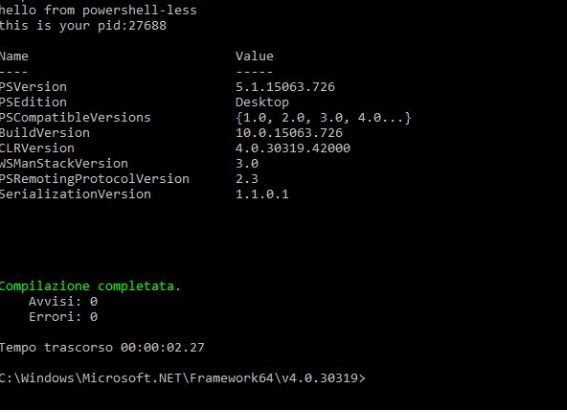 hello from powershell-less
this is your pid:27688
Name Value
---- -----
PSVersion 5.1.15063.726
PSEdition Desktop
PSCompatibleVersions {1.0, 2.0, 3.0, 4.0...}
BuildVersion 10.0.15063.726
CLRVersion 4.0.30319.42000
WSManStackVersion 3.0
PSRemotingProtocolVersion 2.3
SerializationVersion 1.1.0.1
Compilazione completata.
Avvisi: 0
Errori: 0
Tempo trascorso 00:00:02.27
C:\Windows\Microsoft.NET\Framework64\v4.0.30319>